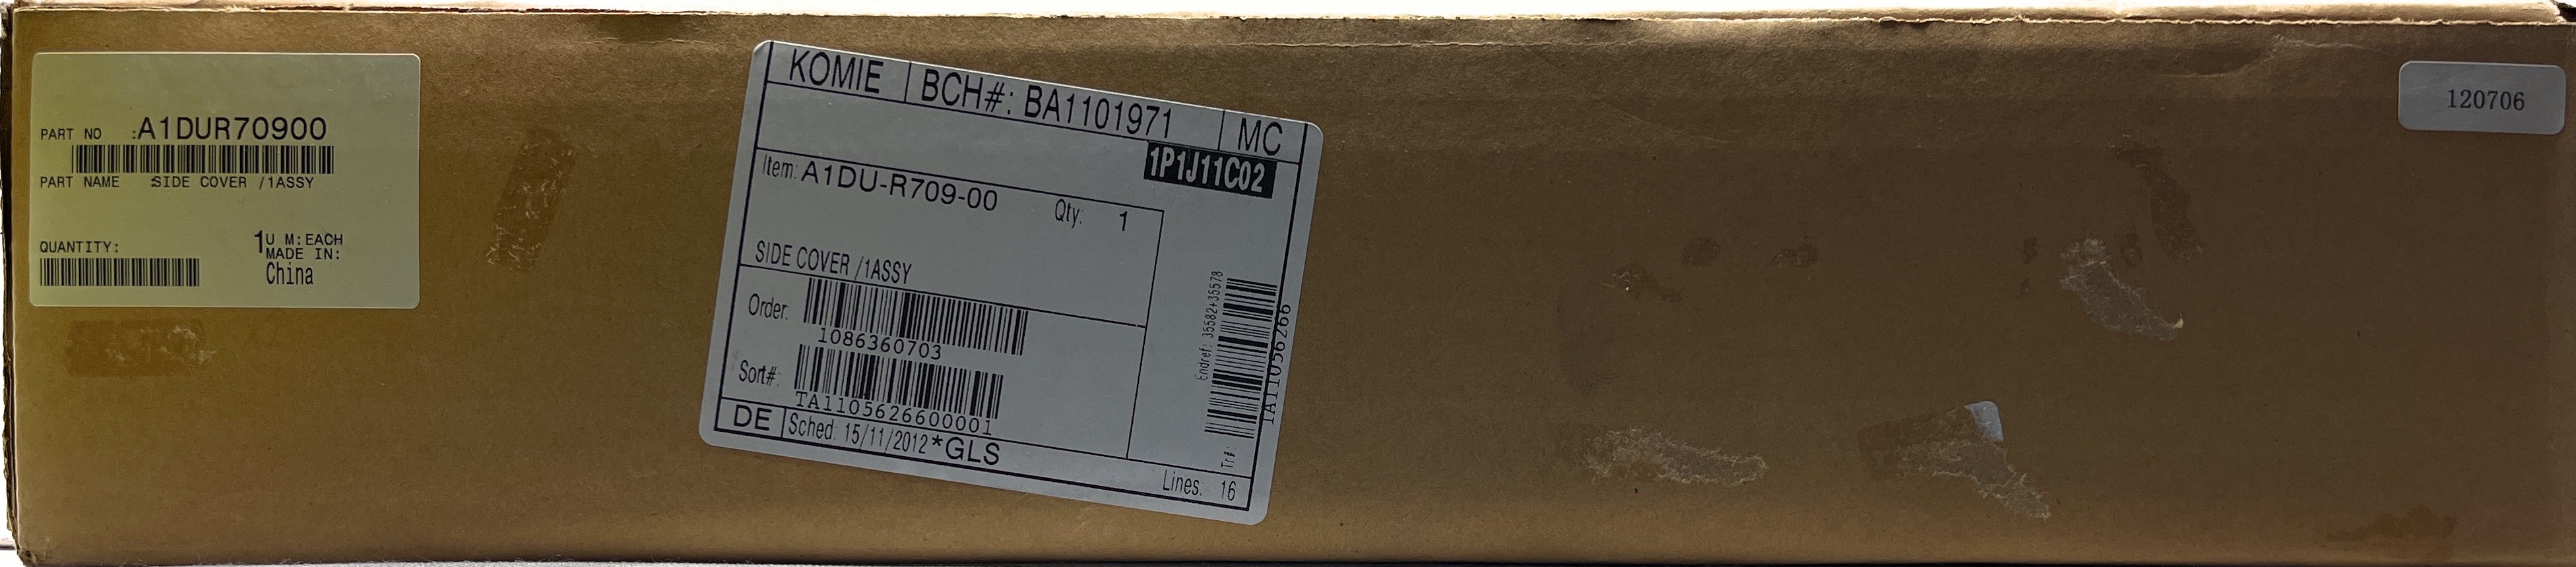 PART NO :A1DUR70900
PART NAME :SIDE COVER /1ASSY
QUANTITY: 1 U M:EACH
MADE IN:
China
KOMIE BCH#: BA1101971 MC
1P1J11C02
Item: A1DU-R709-00 Qty: 1
SIDE COVER /1ASSY
Order:
1086360703
Sort#:
TA1105626600001
DE Sched: 15/11/2012 *GLS
Lines: 16
Endref: 35582+35578
Tr#:
TA11056266
120706